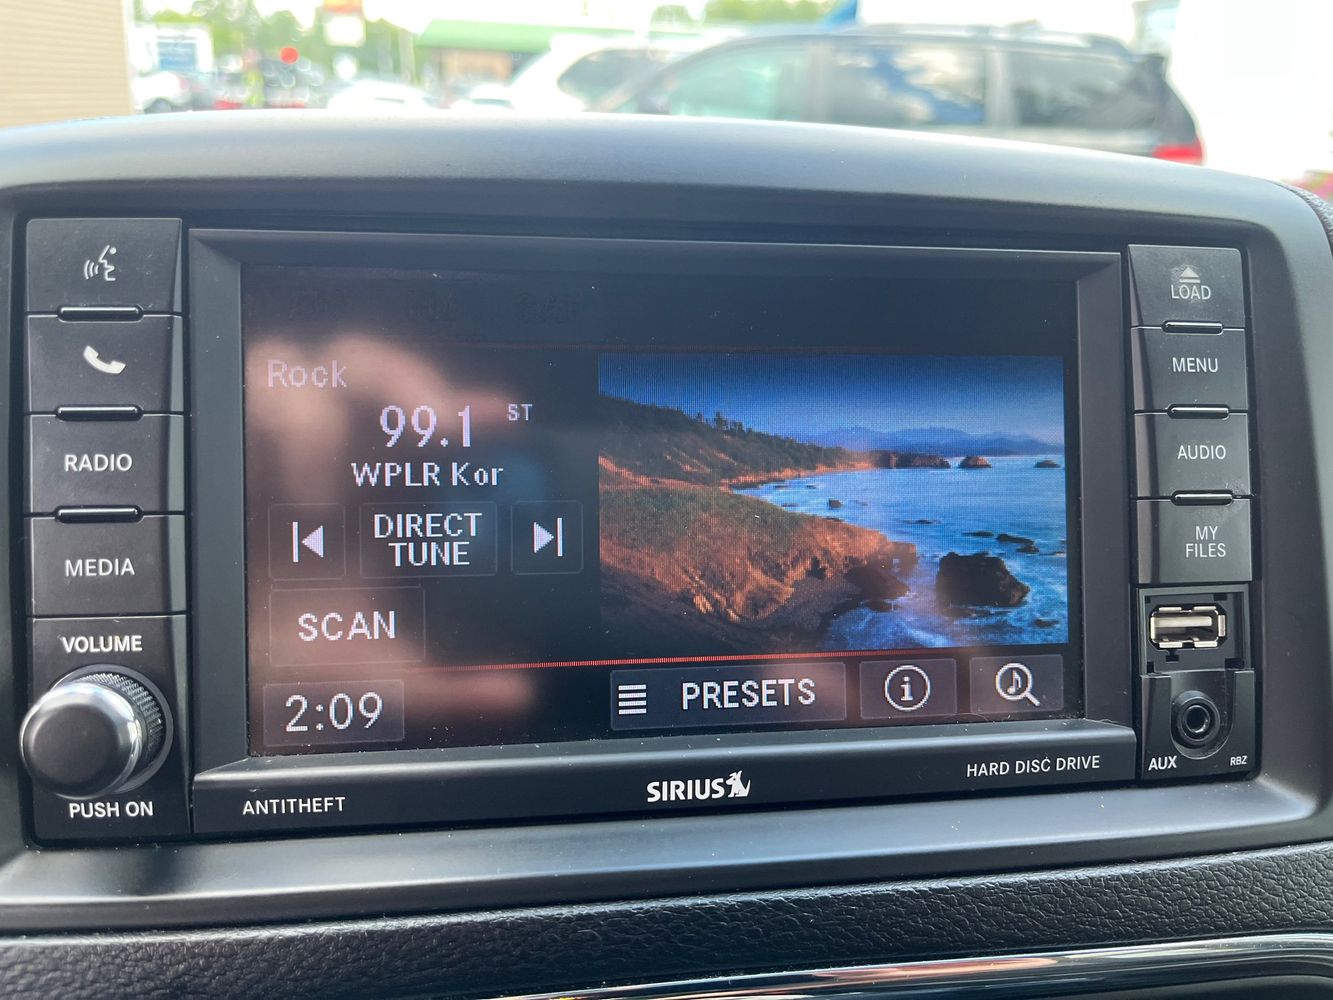 RADIO
MEDIA
VOLUME
PUSH ON
Rock
99.1 ST
WPLR Kor
DIRECT
TUNE
SCAN
2:09
PRESETS
i
ANTITHEFT
SIRIUS
HARD DISC DRIVE
LOAD
MENU
AUDIO
MY
FILES
AUX
RBZ